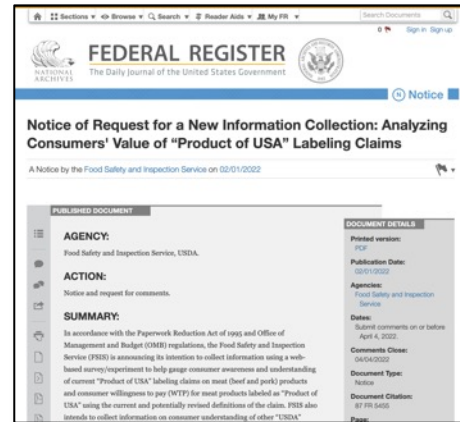 Sections ▾ Browse ▾ Search ▾ Reader Aids ▾ My FR ▾
Search Documents
0 Sign in Sign up
NATIONAL ARCHIVES
FEDERAL REGISTER
The Daily Journal of the United States Government
N Notice
Notice of Request for a New Information Collection: Analyzing
Consumers' Value of “Product of USA” Labeling Claims
A Notice by the Food Safety and Inspection Service on 02/01/2022
PUBLISHED DOCUMENT
AGENCY:
Food Safety and Inspection Service, USDA.
ACTION:
Notice and request for comments.
SUMMARY:
In accordance with the Paperwork Reduction Act of 1995 and Office of
Management and Budget (OMB) regulations, the Food Safety and Inspection
Service (FSIS) is announcing its intention to collect information using a web-
based survey/experiment to help gauge consumer awareness and understanding
of current “Product of USA” labeling claims on meat (beef and pork) products
and consumer willingness to pay (WTP) for meat products labeled as “Product of
USA” using the current and potentially revised definitions of the claim. FSIS also
intends to collect information on consumer understanding of other “USDA”
DOCUMENT DETAILS
Printed version:
PDF
Publication Date:
02/01/2022
Agencies:
Food Safety and Inspection
Service
Dates:
Submit comments on or before
April 4, 2022.
Comments Close:
04/04/2022
Document Type:
Notice
Document Citation:
87 FR 5455
Page: